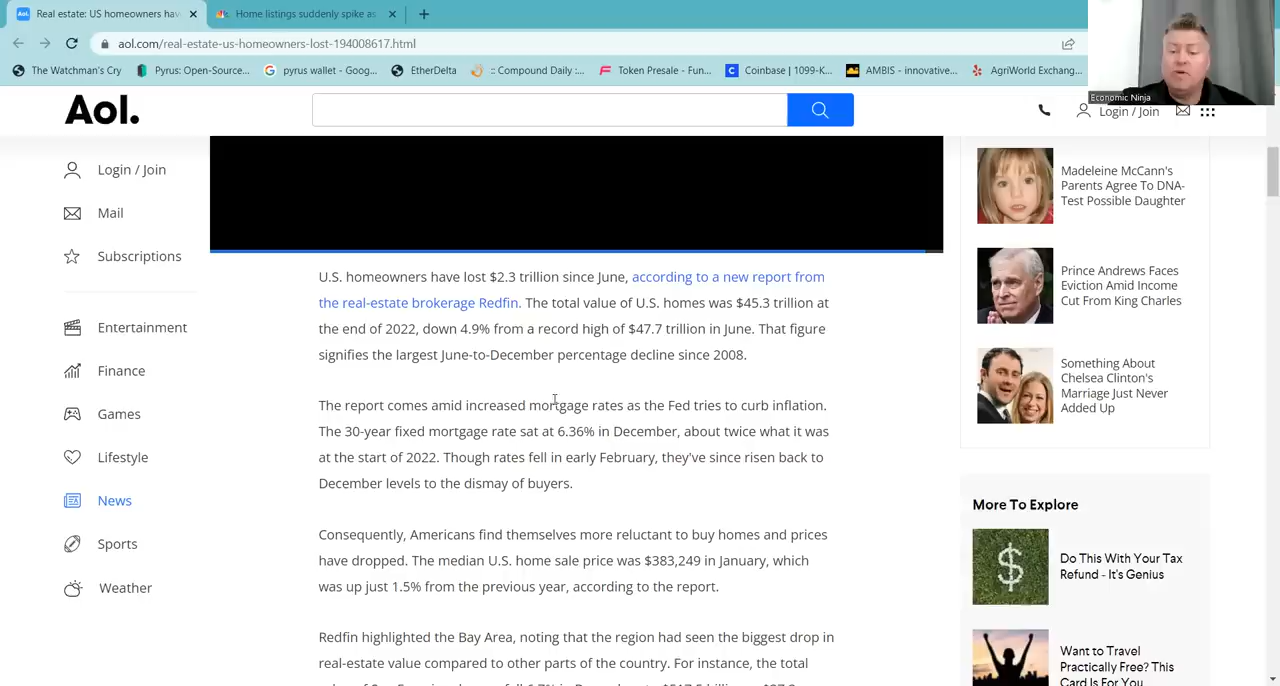 Real estate: US homeowners hav
Home listings suddenly spike as
aol.com/real-estate-us-homeowners-lost-194008617.html
The Watchman's Cry
Pyrus: Open-Source...
pyrus wallet - Goog...
EtherDelta
:: Compound Daily :...
Token Presale - Fun...
Coinbase | 1099-K...
AMBIS - innovative...
AgriWorld Exchang...
Economic Ninja
Aol.
Login / Join
Login / Join
Mail
Subscriptions
Entertainment
Finance
Games
Lifestyle
News
Sports
Weather
U.S. homeowners have lost $2.3 trillion since June, according to a new report from
the real-estate brokerage Redfin. The total value of U.S. homes was $45.3 trillion at
the end of 2022, down 4.9% from a record high of $47.7 trillion in June. That figure
signifies the largest June-to-December percentage decline since 2008.
The report comes amid increased mortgage rates as the Fed tries to curb inflation.
The 30-year fixed mortgage rate sat at 6.36% in December, about twice what it was
at the start of 2022. Though rates fell in early February, they've since risen back to
December levels to the dismay of buyers.
Consequently, Americans find themselves more reluctant to buy homes and prices
have dropped. The median U.S. home sale price was $383,249 in January, which
was up just 1.5% from the previous year, according to the report.
Redfin highlighted the Bay Area, noting that the region had seen the biggest drop in
real-estate value compared to other parts of the country. For instance, the total
Madeleine McCann's
Parents Agree To DNA-
Test Possible Daughter
Prince Andrews Faces
Eviction Amid Income
Cut From King Charles
Something About
Chelsea Clinton's
Marriage Just Never
Added Up
More To Explore
Do This With Your Tax
Refund - It's Genius
Want to Travel
Practically Free? This
Card Is For You